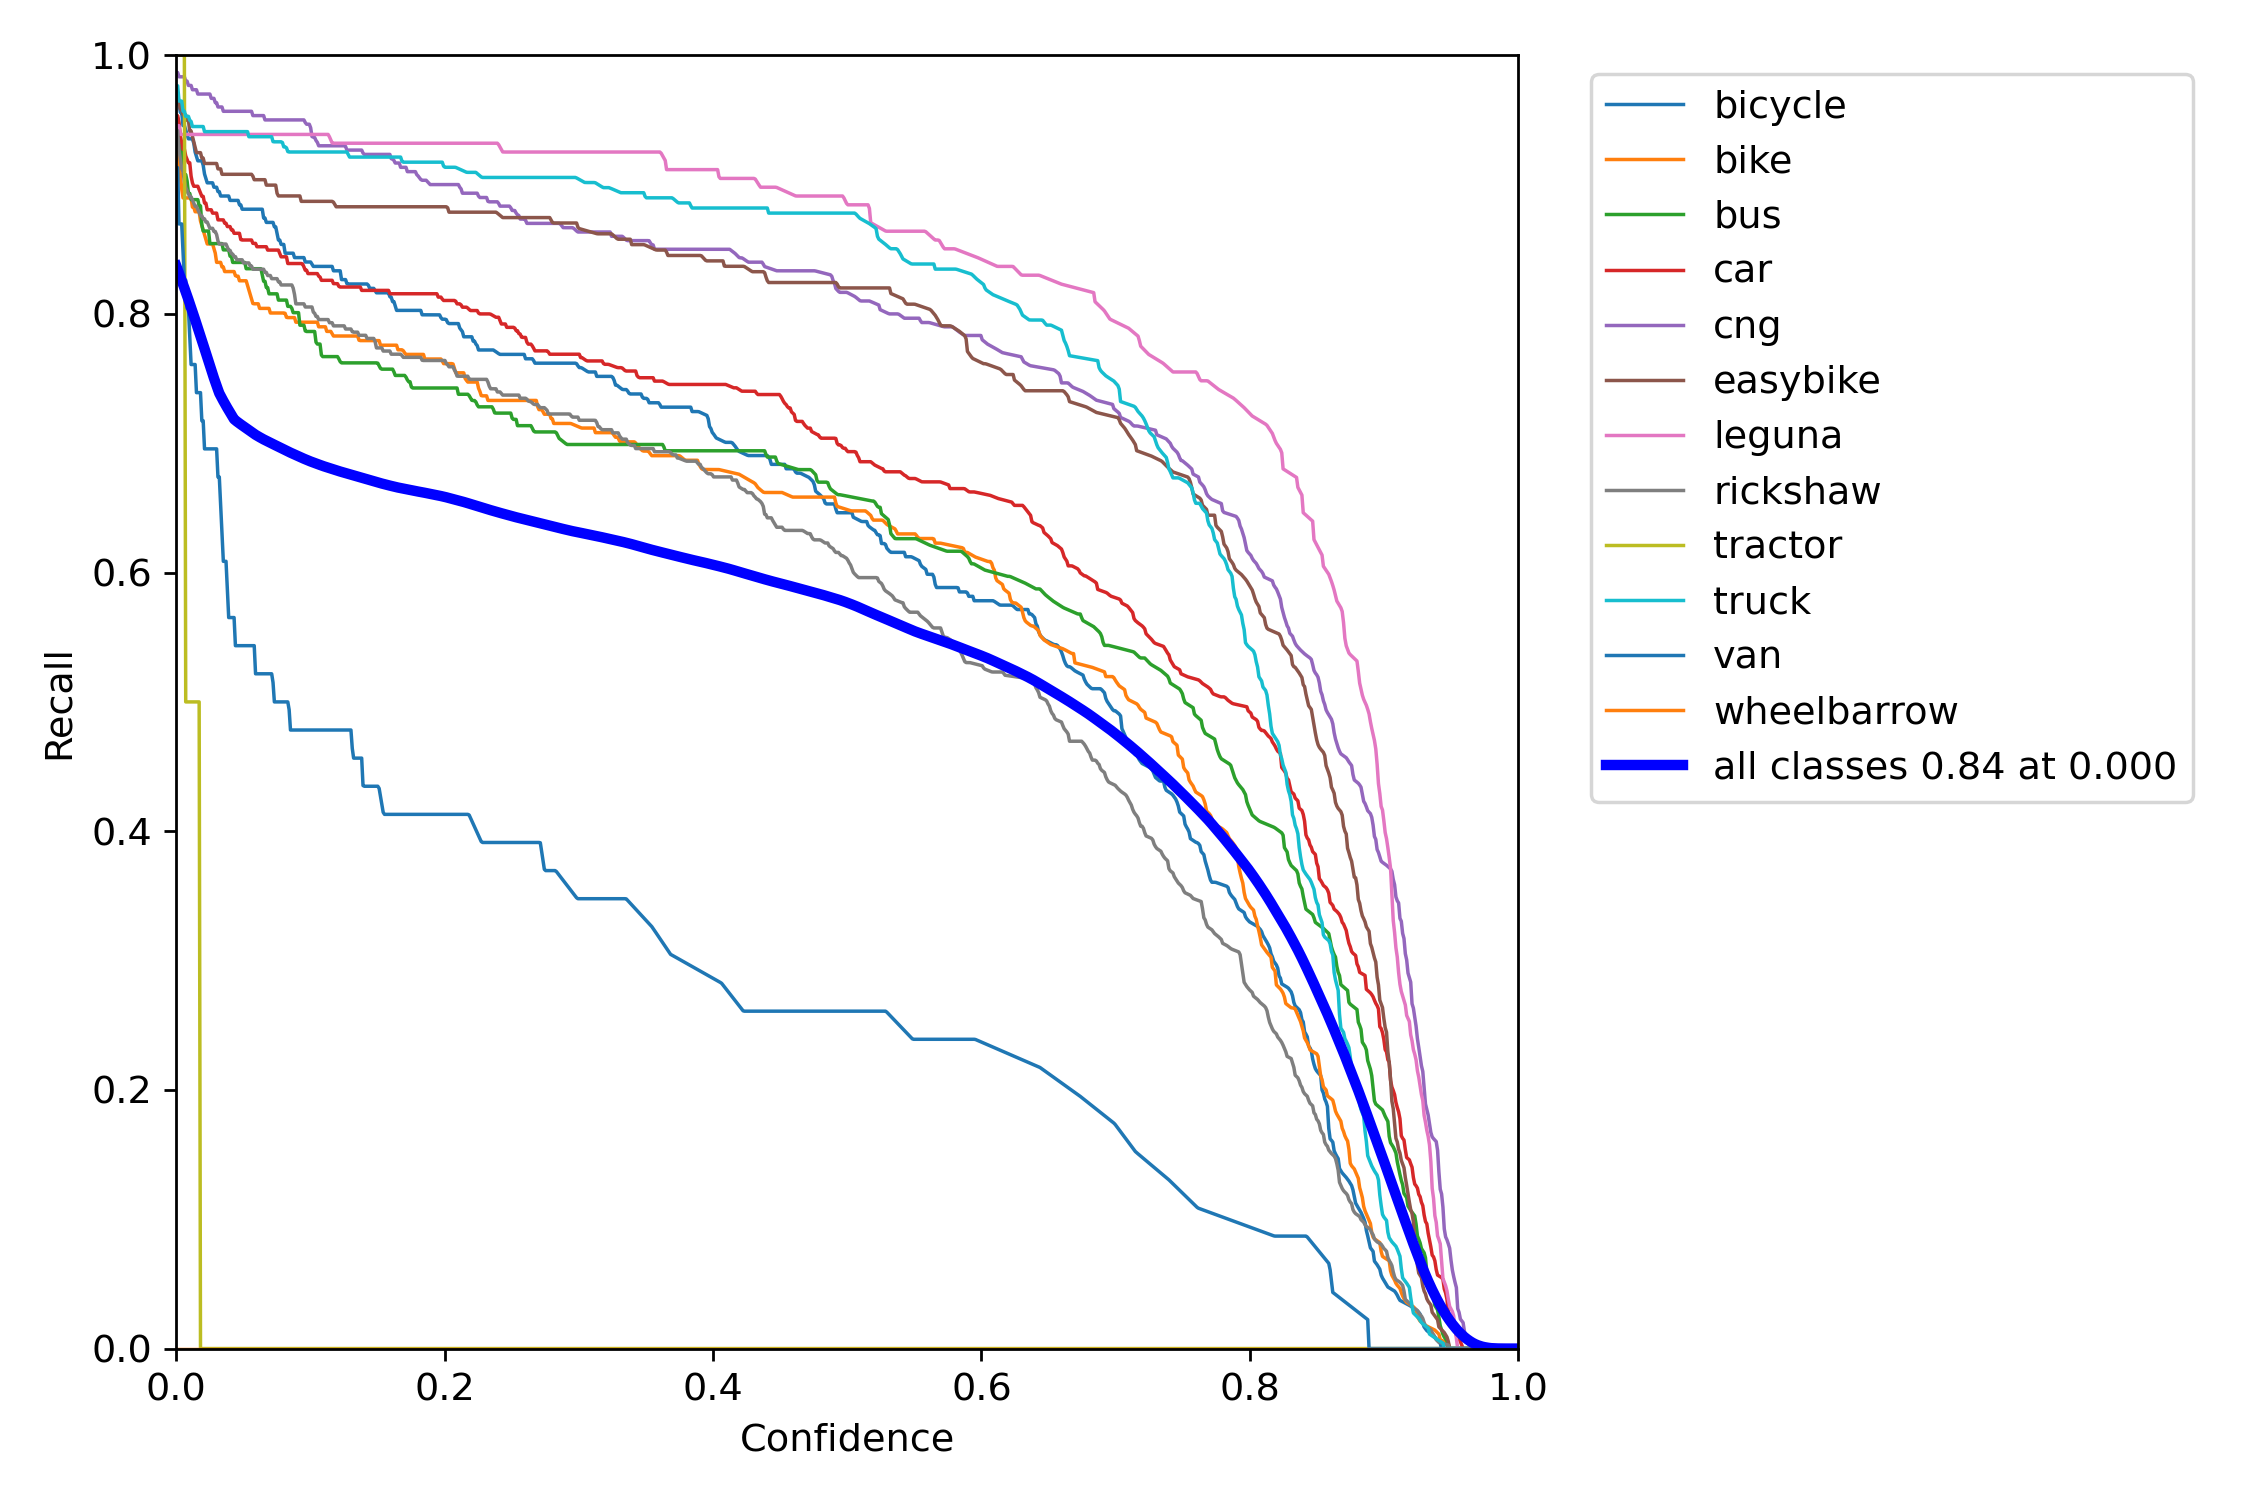 1.0
0.8
0.6
0.4
0.2
0.0
Recall
0.0 0.2 0.4 0.6 0.8 1.0
Confidence
bicycle
bike
bus
car
cng
easybike
leguna
rickshaw
tractor
truck
van
wheelbarrow
all classes 0.84 at 0.000